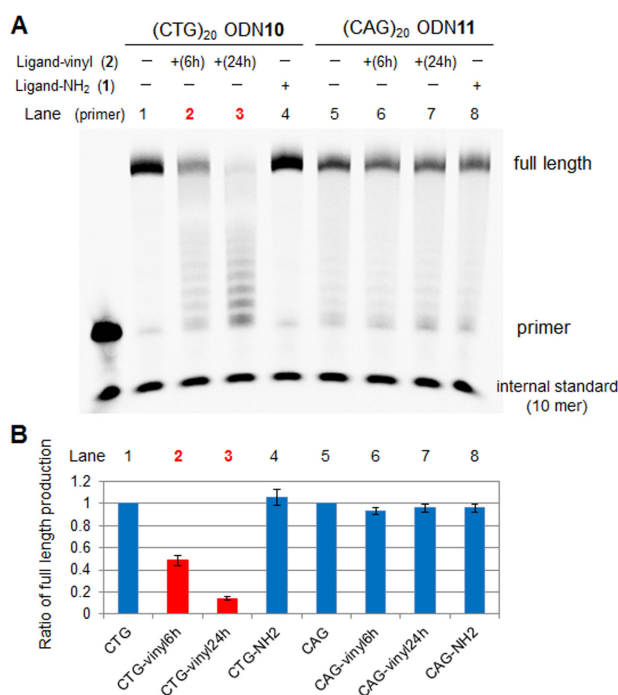 A
(CTG)20 ODN10 (CAG)20 ODN11
Ligand-vinyl (2) – +(6h) +(24h) – – +(6h) +(24h) –
Ligand-NH2 (1) – – – + – – – +
Lane (primer) 1 2 3 4 5 6 7 8
full length
primer
internal standard
(10 mer)
B
Lane 1 2 3 4 5 6 7 8
Ratio of full length production
1.2
1
0.8
0.6
0.4
0.2
0
CTG CTG-vinyl6h CTG-vinyl24h CTG-NH2 CAG CAG-vinyl6h CAG-vinyl24h CAG-NH2